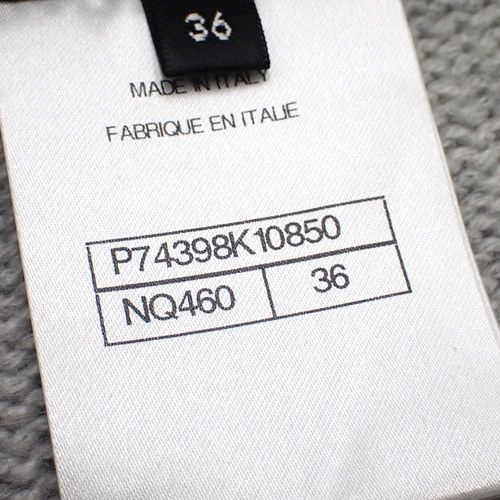 36
MADE IN ITALY
FABRIQUE EN ITALIE
P74398K10850
NQ460 36